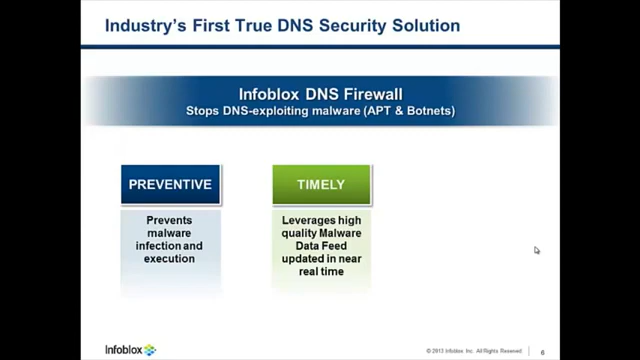 Industry's First True DNS Security Solution
Infoblox DNS Firewall
Stops DNS-exploiting malware (APT & Botnets)
PREVENTIVE
Prevents
malware
infection and
execution
TIMELY
Leverages high
quality Malware
Data Feed
updated in near
real time
Infoblox
© 2013 Infoblox Inc. All Rights Reserved
6